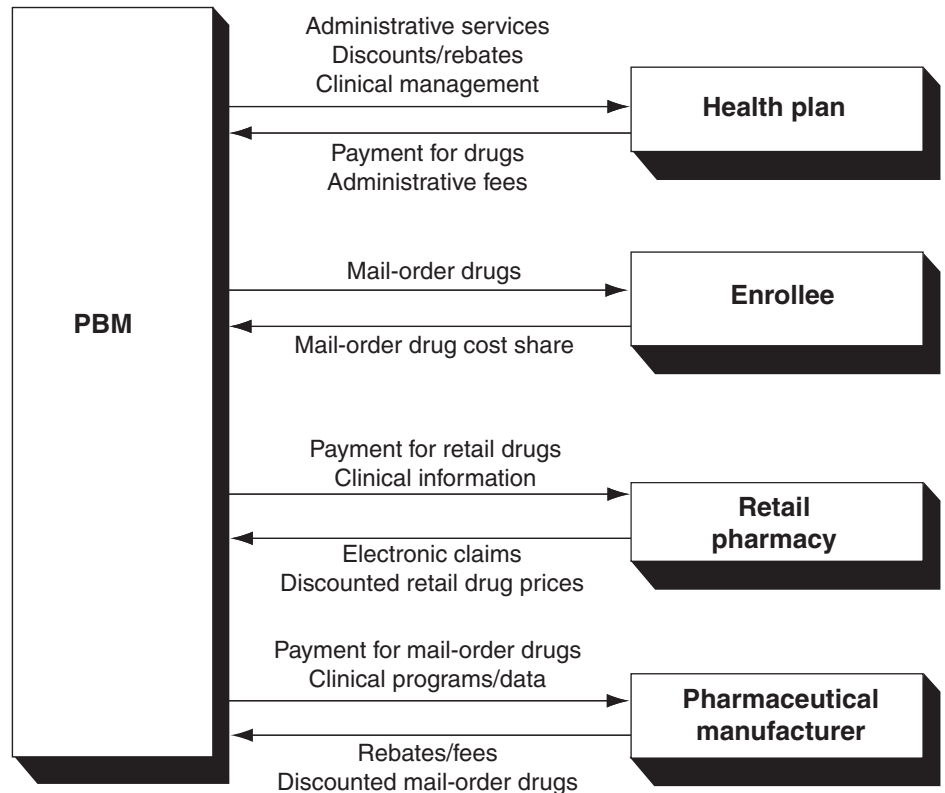 PBM
Administrative services
Discounts/rebates
Clinical management
Health plan
Payment for drugs
Administrative fees
Mail-order drugs
Enrollee
Mail-order drug cost share
Payment for retail drugs
Clinical information
Retail
pharmacy
Electronic claims
Discounted retail drug prices
Payment for mail-order drugs
Clinical programs/data
Pharmaceutical
manufacturer
Rebates/fees
Discounted mail-order drugs